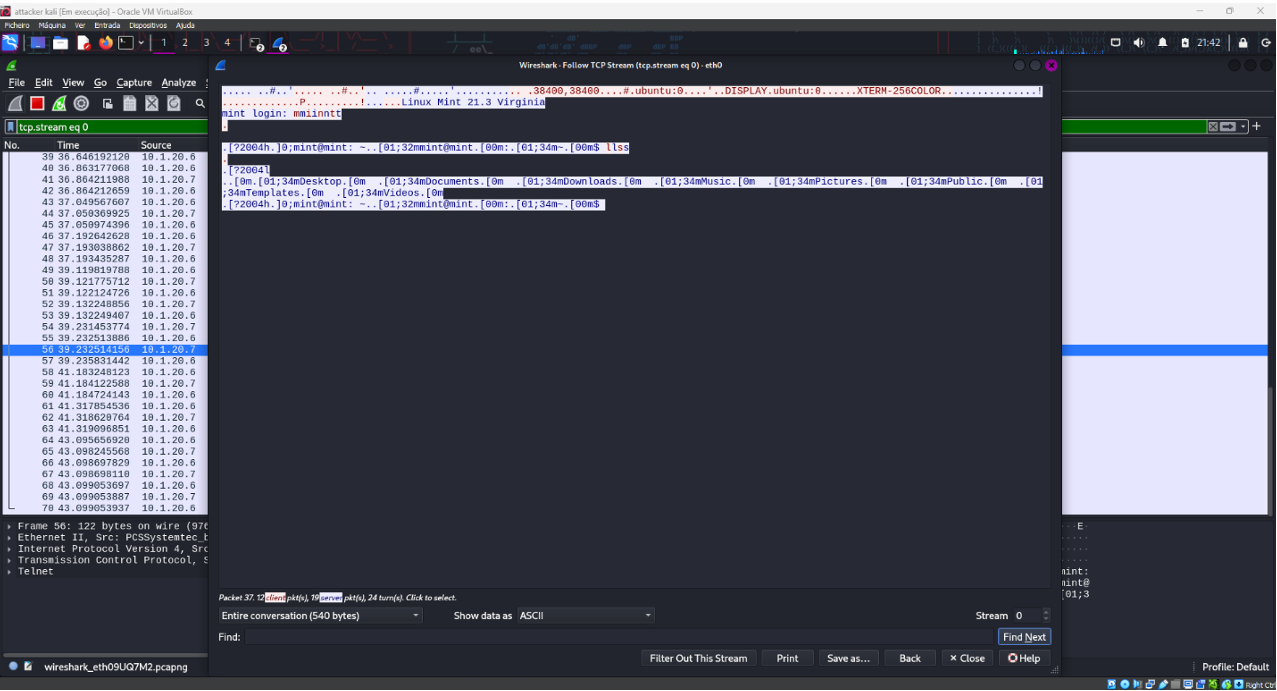 attacker kali [Em execução] - Oracle VM VirtualBox
Ficheiro Máquina Ver Entrada Dispositivos Ajuda
1 2 3 4 21:42
Wireshark · Follow TCP Stream (tcp.stream eq 0) · eth0
File Edit View Go Capture Analyze
tcp.stream eq 0
No. Time Source
39 36.646192120 10.1.20.6
40 36.863177068 10.1.20.6
41 36.864211988 10.1.20.7
42 36.864212659 10.1.20.6
43 37.049567607 10.1.20.6
44 37.050369925 10.1.20.7
45 37.050974396 10.1.20.6
46 37.192642628 10.1.20.6
47 37.193038862 10.1.20.7
48 37.193435287 10.1.20.6
49 39.119819788 10.1.20.6
50 39.121775712 10.1.20.7
51 39.122124726 10.1.20.6
52 39.132248856 10.1.20.7
53 39.132249407 10.1.20.6
54 39.231453774 10.1.20.7
55 39.232513886 10.1.20.6
56 39.232514156 10.1.20.7
57 39.235831442 10.1.20.6
58 41.183248123 10.1.20.6
59 41.184122588 10.1.20.7
60 41.184724143 10.1.20.6
61 41.317854536 10.1.20.6
62 41.318620764 10.1.20.7
63 41.319096851 10.1.20.6
64 43.095656920 10.1.20.6
65 43.098245568 10.1.20.7
66 43.098697829 10.1.20.6
67 43.098698110 10.1.20.7
68 43.099053697 10.1.20.6
69 43.099053887 10.1.20.7
70 43.099053937 10.1.20.6
..... ..#..'..... ..#..'.. .....#.....'........... .38400,38400....#.ubuntu:0....'..DISPLAY.ubuntu:0......XTERM-256COLOR................!
.............P.........!......Linux Mint 21.3 Virginia
mint login: mmiinntt
.
.[?2004h.]0;mint@mint: ~..[01;32mmint@mint.[00m:.[01;34m~.[00m$ llss
.
.[?2004l
..[0m.[01;34mDesktop.[0m .[01;34mDocuments.[0m .[01;34mDownloads.[0m .[01;34mMusic.[0m .[01;34mPictures.[0m .[01;34mPublic.[0m .[01
;34mTemplates.[0m .[01;34mVideos.[0m
.[?2004h.]0;mint@mint: ~..[01;32mmint@mint.[00m:.[01;34m~.[00m$
Frame 56: 122 bytes on wire (976
Ethernet II, Src: PCSSystemtec_b
Internet Protocol Version 4, Src
Transmission Control Protocol, S
Telnet
E·
mint:
mint@
[01;3
Packet 37. 12 client pkt(s), 19 server pkt(s), 24 turn(s). Click to select.
Entire conversation (540 bytes) Show data as ASCII Stream 0
Find: Find Next
Filter Out This Stream Print Save as... Back × Close Help
wireshark_eth09UQ7M2.pcapng Profile: Default
Right Ctrl